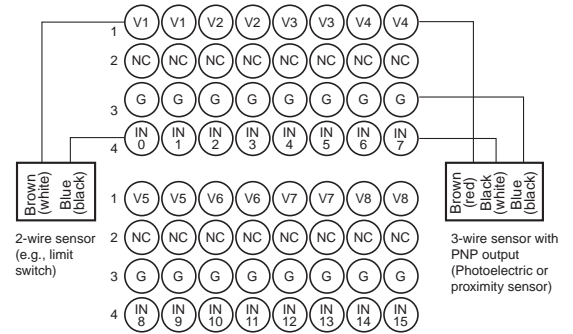 1 V1 V1 V2 V2 V3 V3 V4 V4
2 NC NC NC NC NC NC NC NC
3 G G G G G G G G
4 IN 0 IN 1 IN 2 IN 3 IN 4 IN 5 IN 6 IN 7
Brown (white)
Blue (black)
2-wire sensor
(e.g., limit
switch)
Brown (red)
Black (white)
Blue (black)
3-wire sensor with
PNP output
(Photoelectric or
proximity sensor)
1 V5 V5 V6 V6 V7 V7 V8 V8
2 NC NC NC NC NC NC NC NC
3 G G G G G G G G
4 IN 8 IN 9 IN 10 IN 11 IN 12 IN 13 IN 14 IN 15